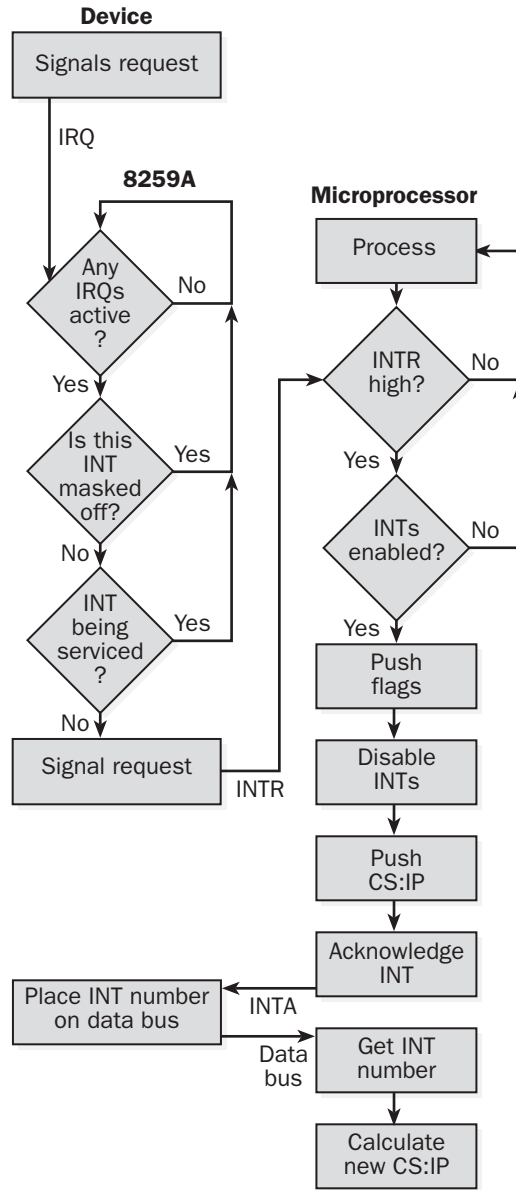 Device
Signals request
IRQ
8259A
Any
IRQs
active
?
No
Yes
Is this
INT
masked
off?
Yes
No
INT
being
serviced
?
Yes
No
Signal request
INTR
Microprocessor
Process
INTR
high?
No
Yes
INTs
enabled?
No
Yes
Push
flags
Disable
INTs
Push
CS:IP
Acknowledge
INT
INTA
Place INT number
on data bus
Data
bus
Get INT
number
Calculate
new CS:IP